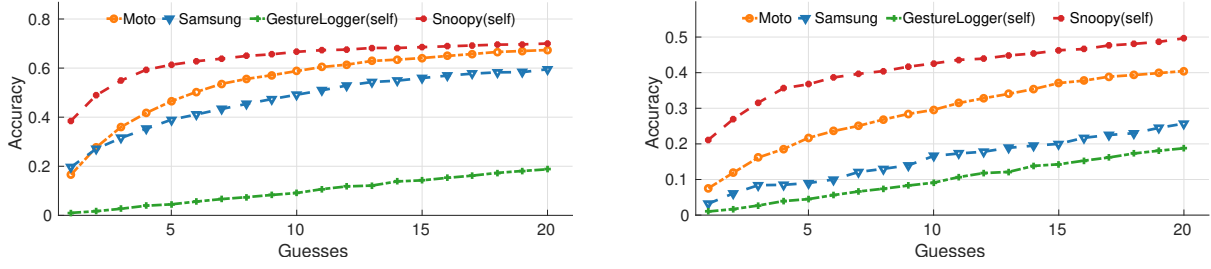 Moto Samsung GestureLogger(self) Snoopy(self)
0.8
0.6
0.4
0.2
0
Accuracy
5 10 15 20
Guesses
Moto Samsung GestureLogger(self) Snoopy(self)
0.5
0.4
0.3
0.2
0.1
0
Accuracy
5 10 15 20
Guesses